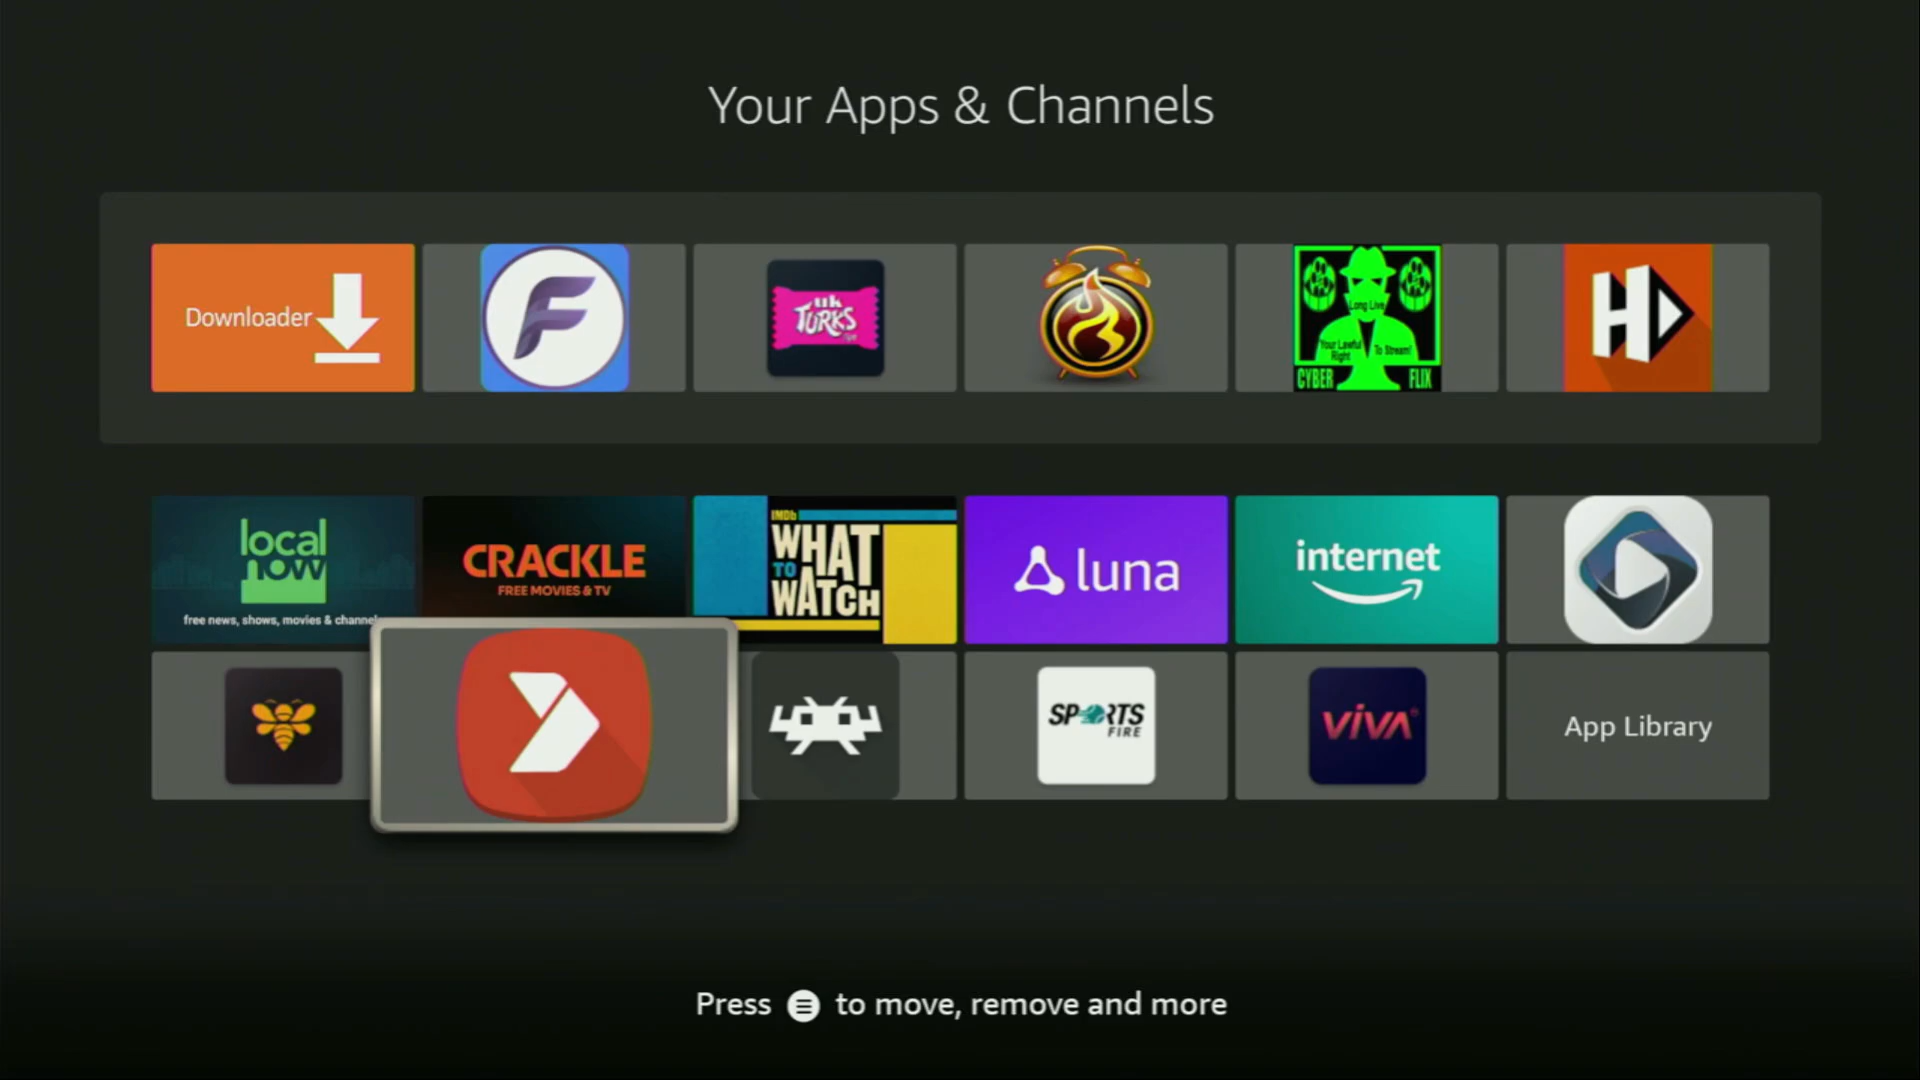 Your Apps & Channels
Downloader
F
uk
TURKS
Long Live
Your Lawful
Right
To Stream!
CYBER
FLIX
H
local
now
free news, shows, movies & channels
CRACKLE
FREE MOVIES & TV
IMDb
WHAT
TO
WATCH
luna
internet
SPORTS
FIRE
VIVA
App Library
Press
to move, remove and more